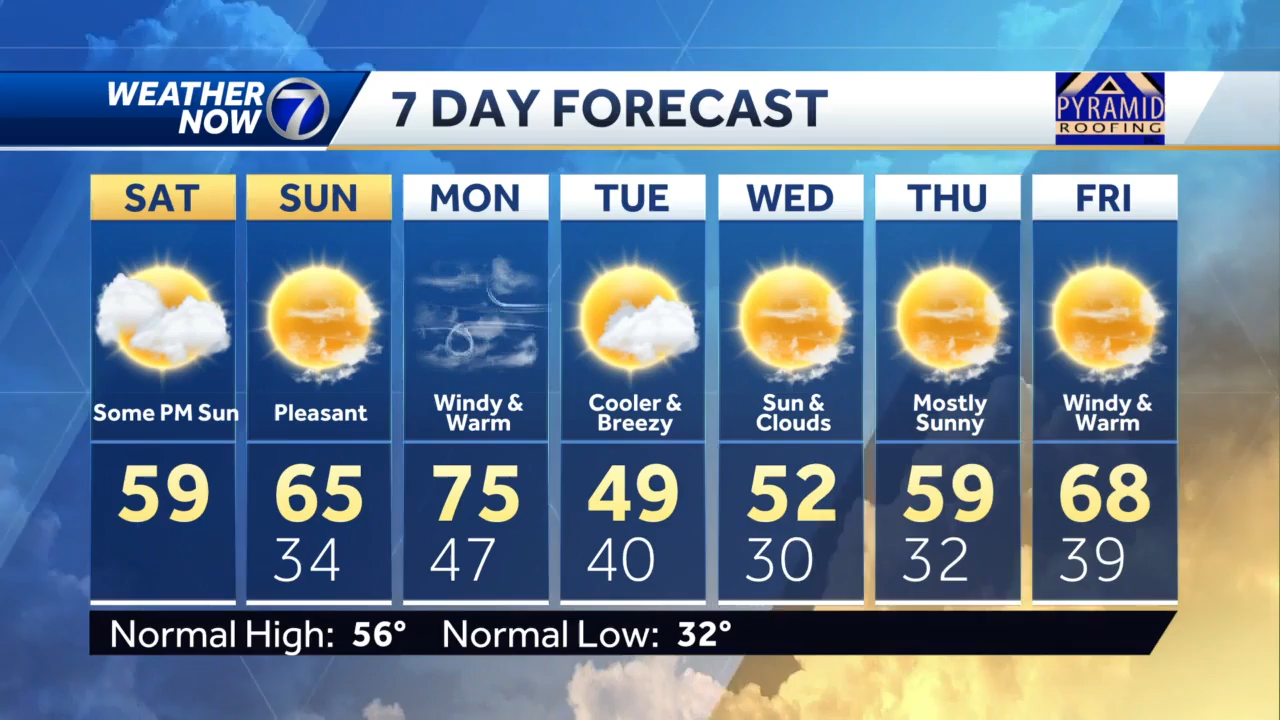 WEATHER
NOW
7
7 DAY FORECAST
PYRAMID
ROOFING
SAT SUN MON TUE WED THU FRI
Some PM Sun
Pleasant
Windy &
Warm
Cooler &
Breezy
Sun &
Clouds
Mostly
Sunny
Windy &
Warm
59 65 75 49 52 59 68
34 47 40 30 32 39
Normal High: 56° Normal Low: 32°